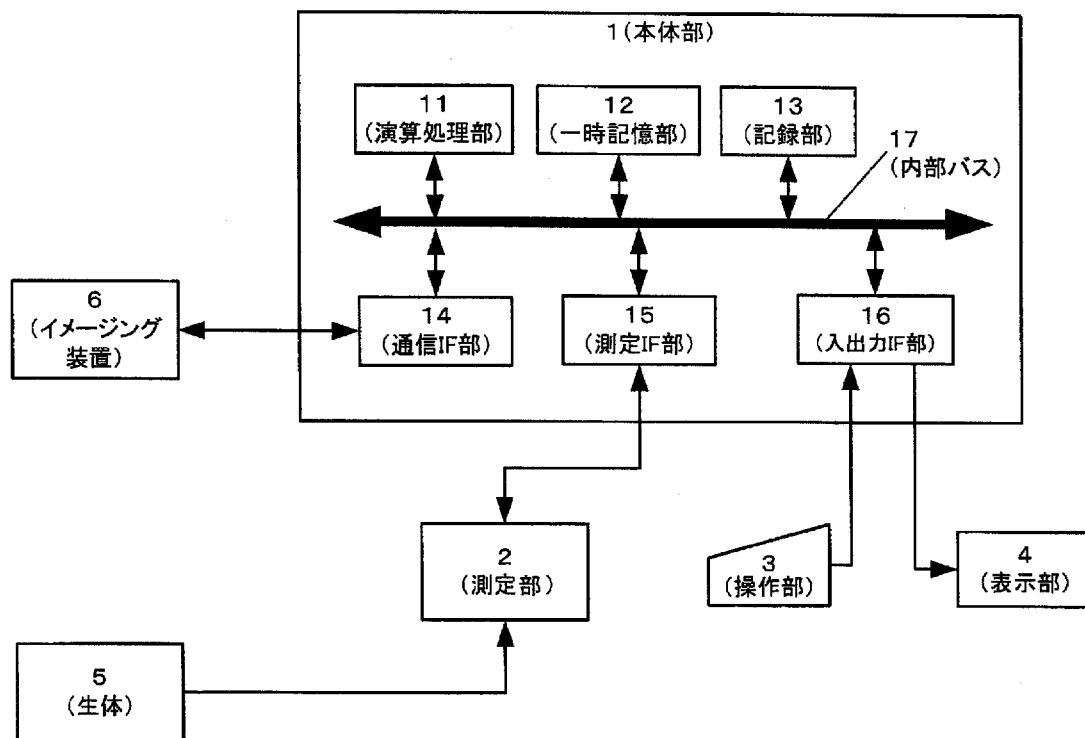 1(本体部)
11
(演算処理部)
12
(一時記憶部)
13
(記録部)
17
(内部バス)
6
(イメージング
装置)
14
(通信IF部)
15
(測定IF部)
16
(入出力IF部)
2
(測定部)
3
(操作部)
4
(表示部)
5
(生体)